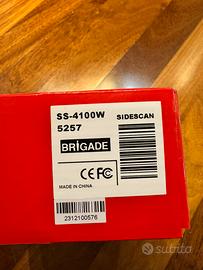 SS-4100W SIDESCAN
5257
BRIGADE
CE FC
MADE IN CHINA
2312100576
subito